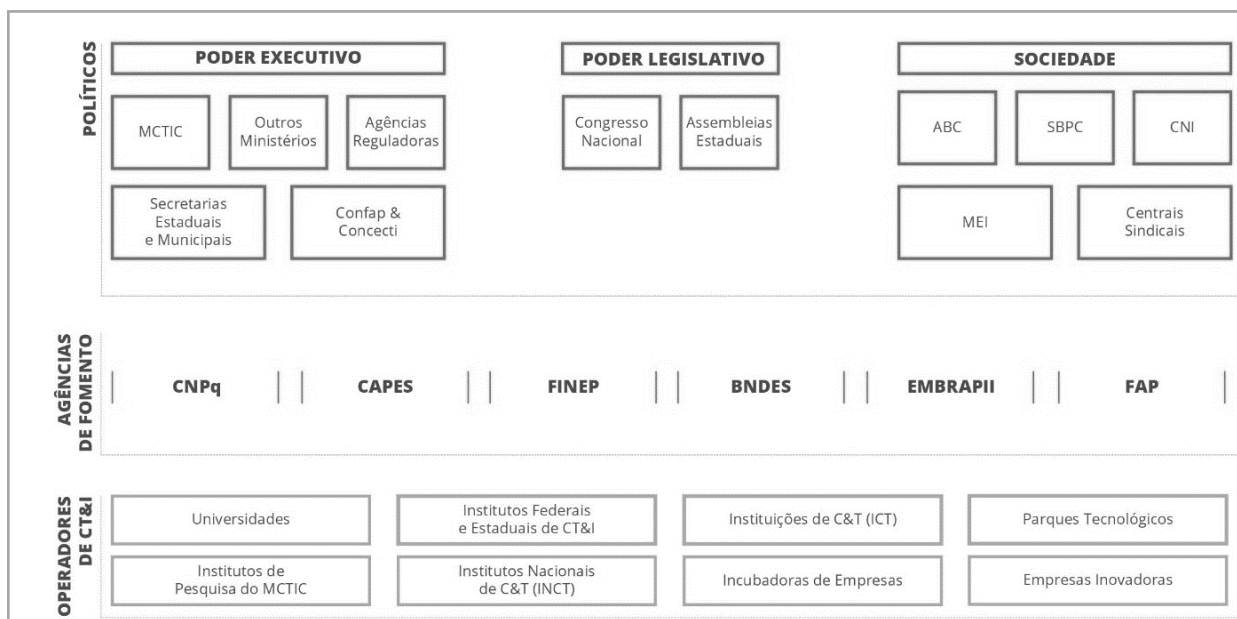 POLÍTICOS
PODER EXECUTIVO
MCTIC
Outros
Ministérios
Agências
Reguladoras
Secretarias
Estaduais
e Municipais
Confap &
Concecti
PODER LEGISLATIVO
Congresso
Nacional
Assembleias
Estaduais
SOCIEDADE
ABC
SBPC
CNI
MEI
Centrais
Sindicais
AGÊNCIAS
DE FOMENTO
CNPq
CAPES
FINEP
BNDES
EMBRAPII
FAP
OPERADORES
DE CT&I
Universidades
Institutos Federais
e Estaduais de CT&I
Instituições de C&T (ICT)
Parques Tecnológicos
Institutos de
Pesquisa do MCTIC
Institutos Nacionais
de C&T (INCT)
Incubadoras de Empresas
Empresas Inovadoras